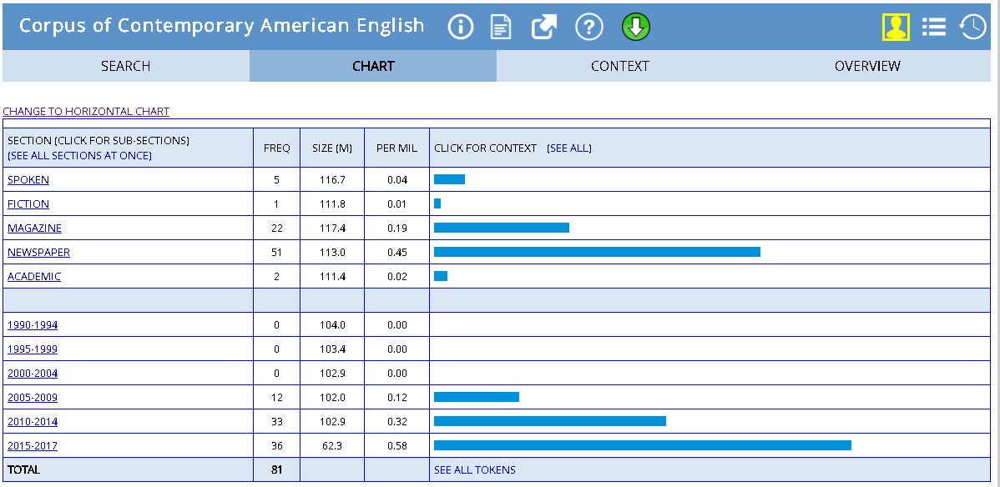 Corpus of Contemporary American English
SEARCH CHART CONTEXT OVERVIEW
CHANGE TO HORIZONTAL CHART
SECTION (CLICK FOR SUB-SECTIONS)
(SEE ALL SECTIONS AT ONCE) FREQ SIZE (M) PER MIL CLICK FOR CONTEXT (SEE ALL)
SPOKEN 5 116.7 0.04
FICTION 1 111.8 0.01
MAGAZINE 22 117.4 0.19
NEWSPAPER 51 113.0 0.45
ACADEMIC 2 111.4 0.02
1990-1994 0 104.0 0.00
1995-1999 0 103.4 0.00
2000-2004 0 102.9 0.00
2005-2009 12 102.0 0.12
2010-2014 33 102.9 0.32
2015-2017 36 62.3 0.58
TOTAL 81 SEE ALL TOKENS